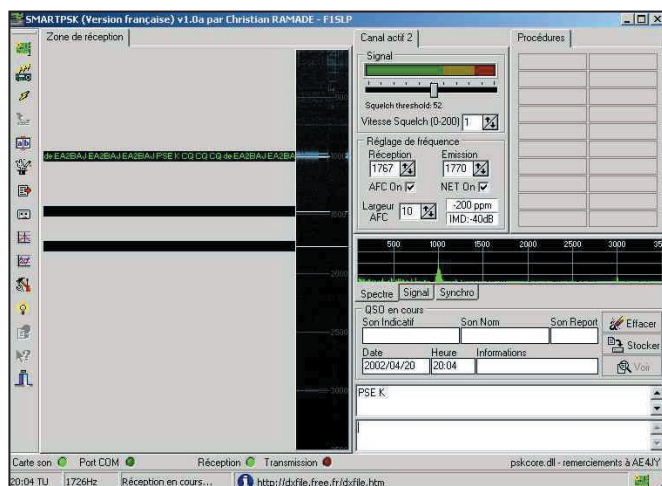 SMARTPSK (Version française) v1.0a par Christian RAMADE - F1SLP
Zone de réception
de EA2BAJ EA2BAJ EA2BAJ PSE K CQ CQ CQ de EA2BAJ EA2BA
1000
1500
2000
2500
3000
Canal actif 2
Signal
Squelch threshold: 52
Vitesse Squelch (0-200) 1
Réglage de fréquence
Réception Emission
1767 1770
AFC On NET On
Largeur AFC 10
-200 ppm
IMD:-40dB
500 1000 1500 2000 2500 3000
Spectre Signal Synchro
QSO en cours
Son Indicatif Son Nom Son Report
Date Heure Informations
2002/04/20 20:04
Effacer
Stocker
Voir
PSE K
Procédures
Carte son Port COM Réception Transmission pskcore.dll - remerciements à AE4JY
20:04 TU 1726Hz Réception en cours... http://dxfile.free.fr/dxfile.htm